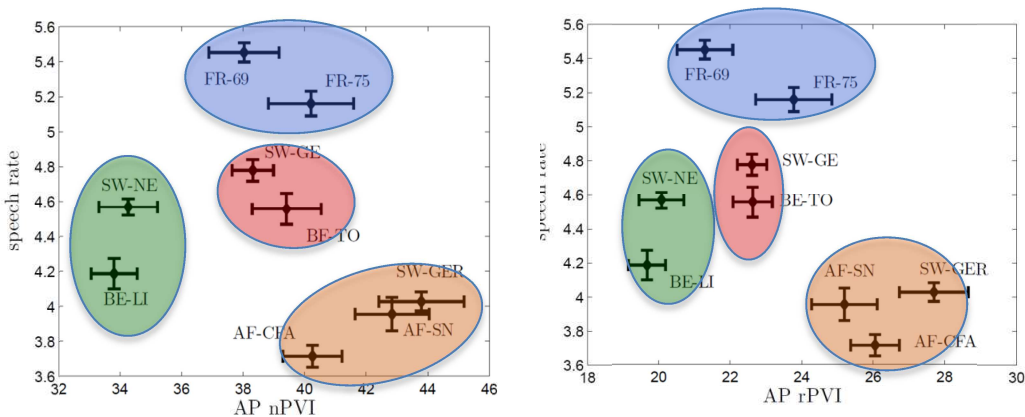 5.6
5.4
5.2
5
4.8
4.6
4.4
4.2
4
3.8
3.6
speech rate
FR-69
FR-75
SW-GE
BE-TO
SW-NE
BE-LI
SW-GER
AF-SN
AF-CFA
32 34 36 38 40 42 44 46
AP nPVI
5.6
5.4
5.2
5
4.8
4.6
4.4
4.2
4
3.8
3.6
speech rate
FR-69
FR-75
SW-GE
BE-TO
SW-NE
BE-LI
AF-SN
SW-GER
AF-CFA
18 20 22 24 26 28 30
AP rPVI